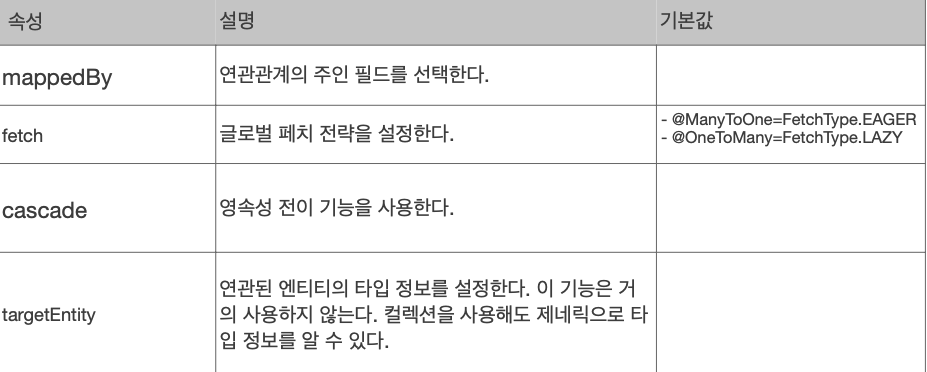 속성 설명 기본값
mappedBy 연관관계의 주인 필드를 선택한다.
fetch 글로벌 페치 전략을 설정한다. - @ManyToOne=FetchType.EAGER
- @OneToMany=FetchType.LAZY
cascade 영속성 전이 기능을 사용한다.
targetEntity 연관된 엔티티의 타입 정보를 설정한다. 이 기능은 거
의 사용하지 않는다. 컬렉션을 사용해도 제네릭으로 타
입 정보를 알 수 있다.